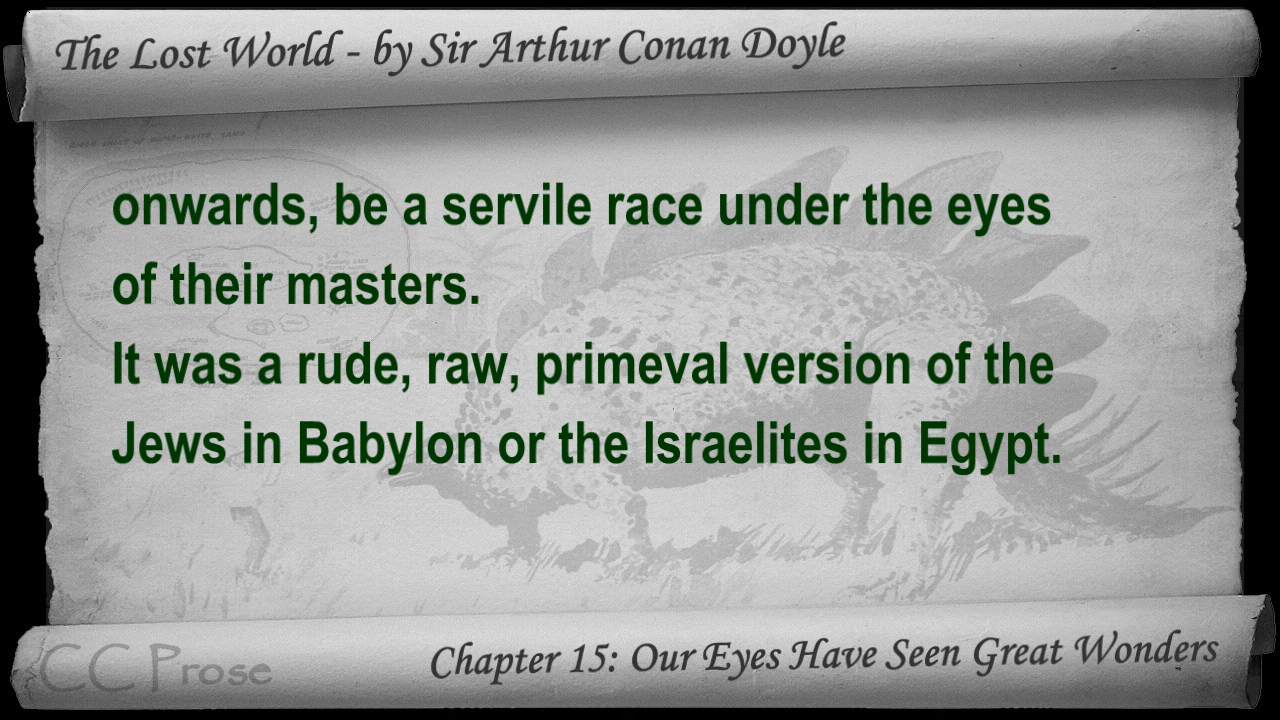 The Lost World - by Sir Arthur Conan Doyle
onwards, be a servile race under the eyes
of their masters.
It was a rude, raw, primeval version of the
Jews in Babylon or the Israelites in Egypt.
CC Prose
Chapter 15: Our Eyes Have Seen Great Wonders